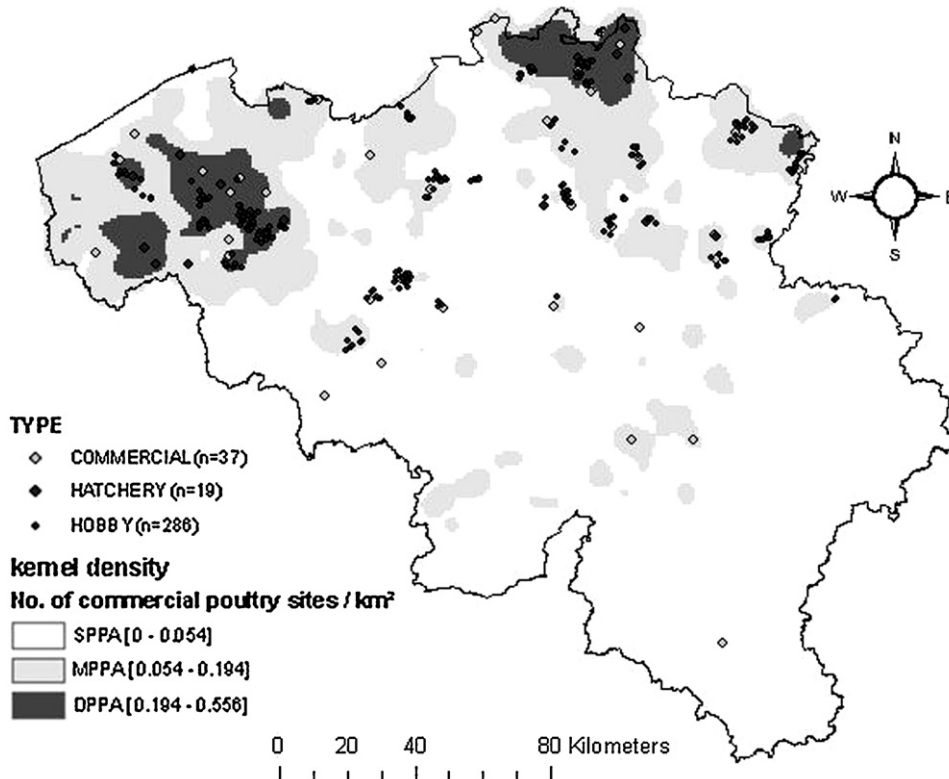 N
W E
S
TYPE
COMMERCIAL(n=37)
HATCHERY (n=19)
HOBBY(n=286)
kernel density
No. of commercial poultry sites / km²
SPPA[0 - 0.054]
MPPA[0.054 - 0.194]
DPPA[0.194 - 0.556]
0 20 40 80 Kilometers